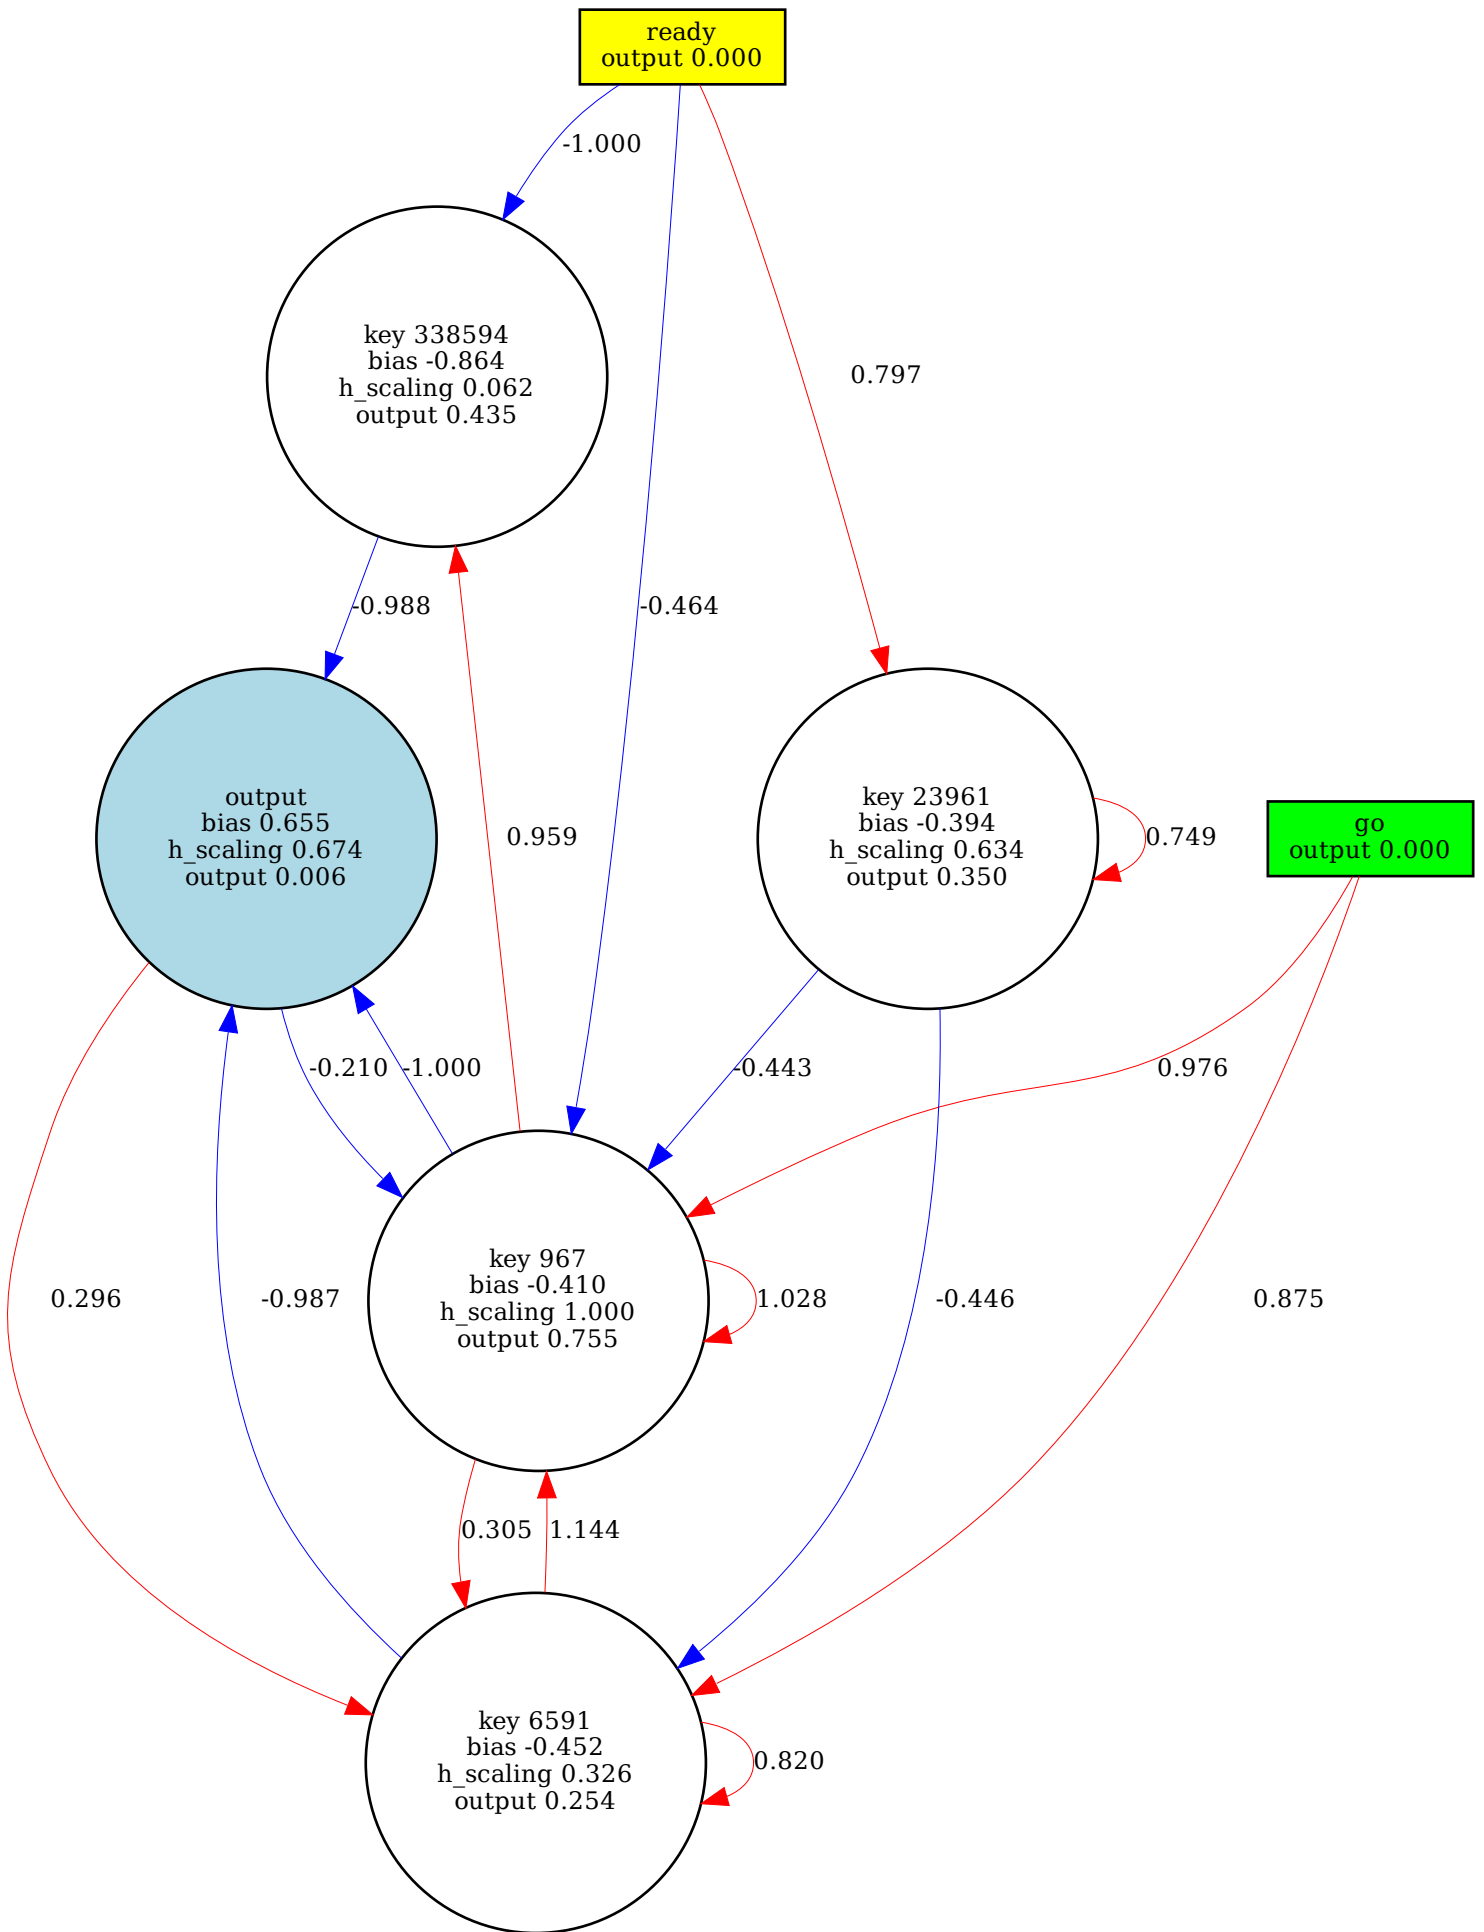 ready
output 0.000
-1.000
key 338594
bias -0.864
h_scaling 0.062
output 0.435
0.797
-0.988
-0.464
output
bias 0.655
h_scaling 0.674
output 0.006
0.959
key 23961
bias -0.394
h_scaling 0.634
output 0.350
0.749
go
output 0.000
-0.210
-1.000
-0.443
0.976
0.296
-0.987
key 967
bias -0.410
h_scaling 1.000
output 0.755
1.028
-0.446
0.875
0.305
1.144
key 6591
bias -0.452
h_scaling 0.326
output 0.254
0.820